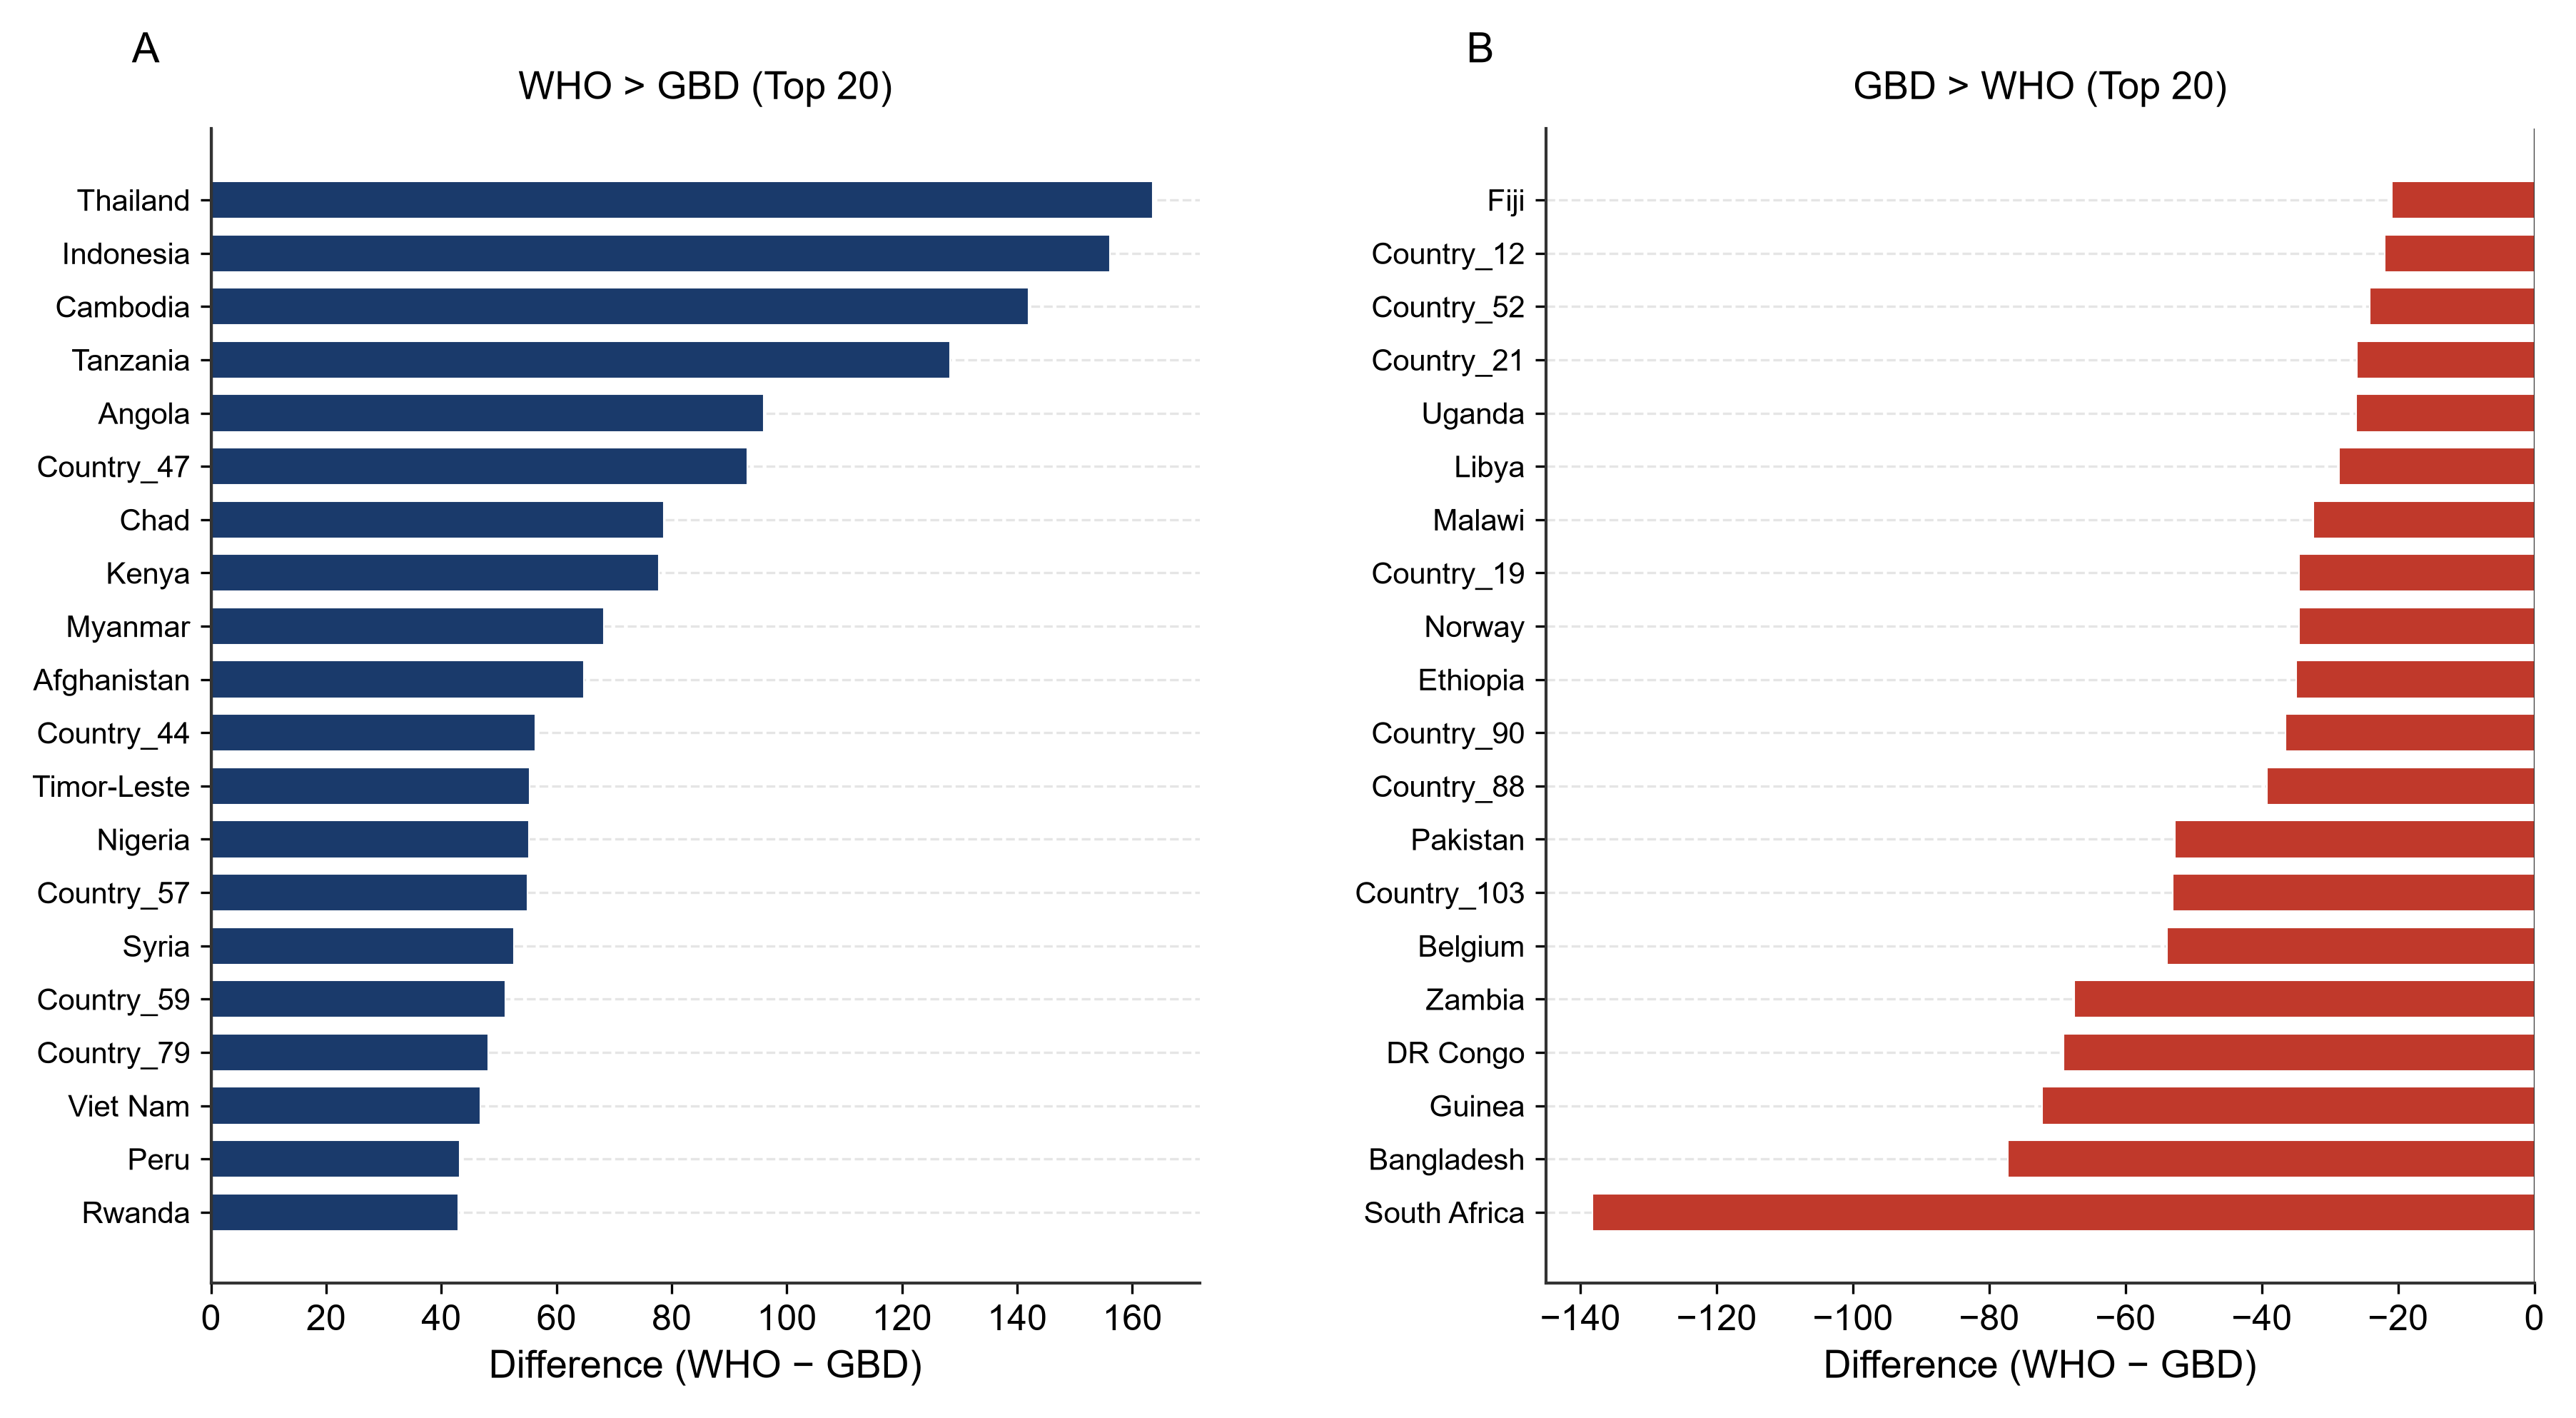 A
WHO > GBD (Top 20)
Thailand
Indonesia
Cambodia
Tanzania
Angola
Country_47
Chad
Kenya
Myanmar
Afghanistan
Country_44
Timor-Leste
Nigeria
Country_57
Syria
Country_59
Country_79
Viet Nam
Peru
Rwanda
0 20 40 60 80 100 120 140 160
Difference (WHO − GBD)
B
GBD > WHO (Top 20)
Fiji
Country_12
Country_52
Country_21
Uganda
Libya
Malawi
Country_19
Norway
Ethiopia
Country_90
Country_88
Pakistan
Country_103
Belgium
Zambia
DR Congo
Guinea
Bangladesh
South Africa
−140 −120 −100 −80 −60 −40 −20 0
Difference (WHO − GBD)